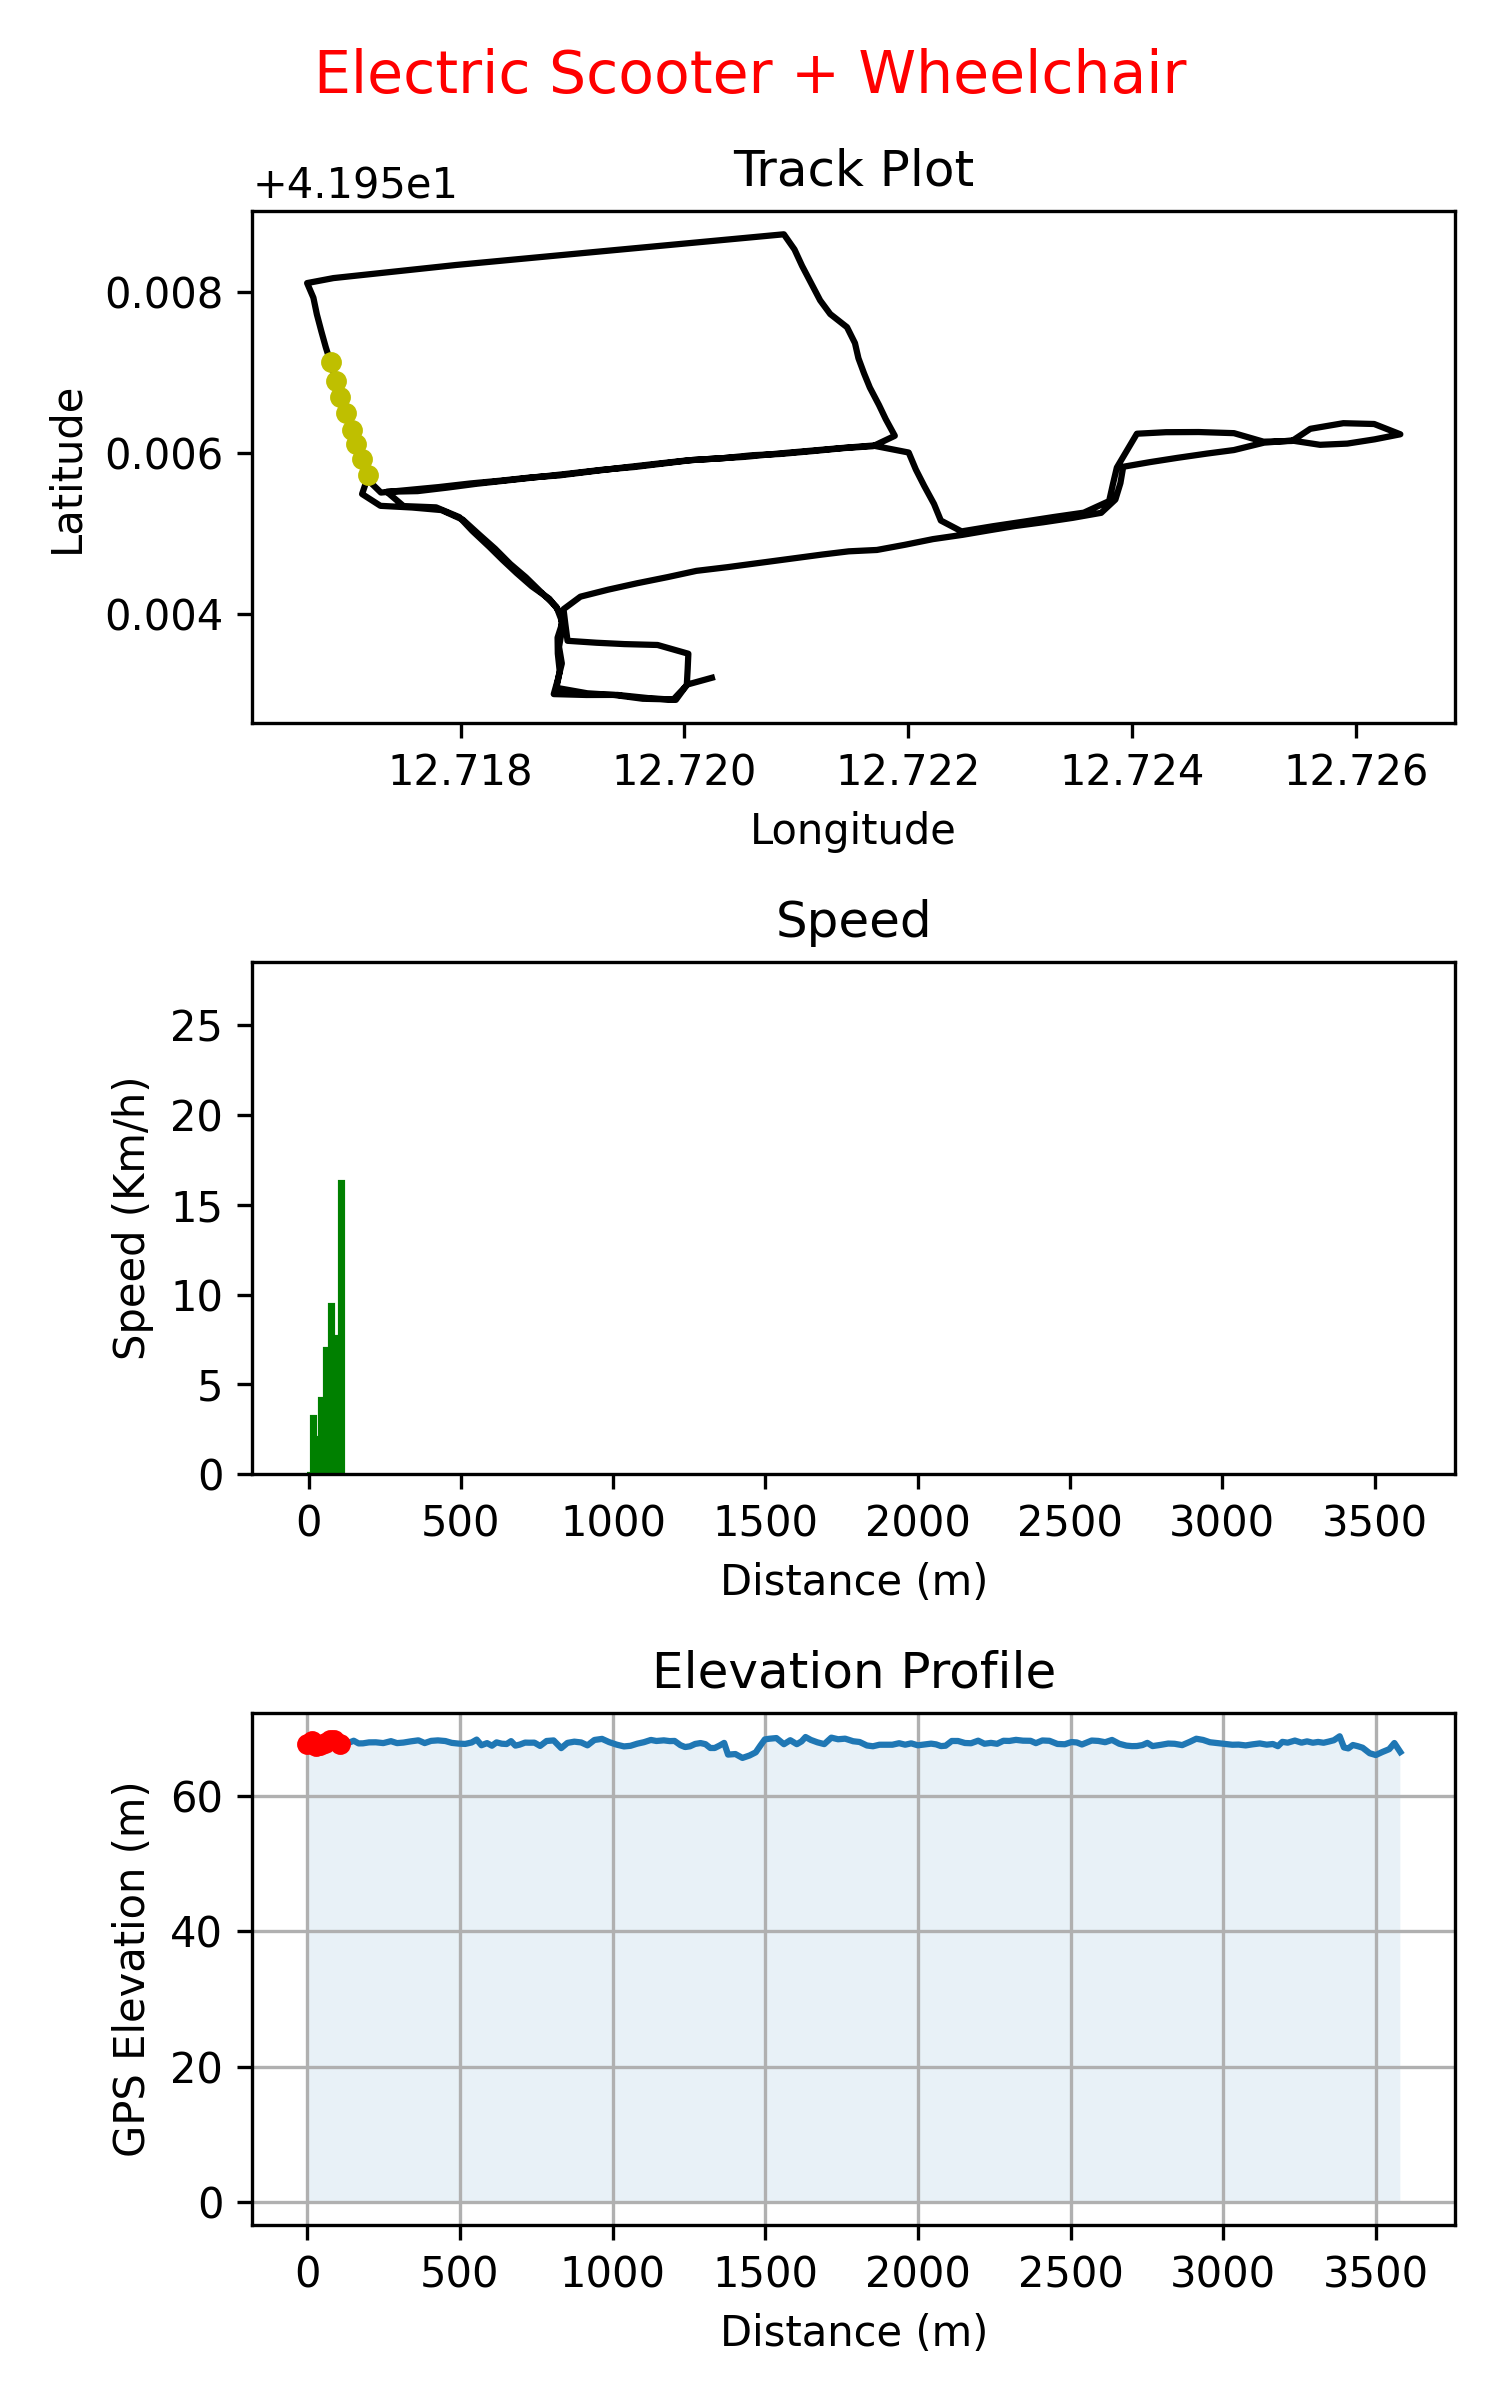 Electric Scooter + Wheelchair
Track Plot
+4.195e1
0.008
0.006
0.004
Latitude
12.718 12.720 12.722 12.724 12.726
Longitude
Speed
25
20
15
10
5
0
Speed (Km/h)
0 500 1000 1500 2000 2500 3000 3500
Distance (m)
Elevation Profile
60
40
20
0
GPS Elevation (m)
0 500 1000 1500 2000 2500 3000 3500
Distance (m)